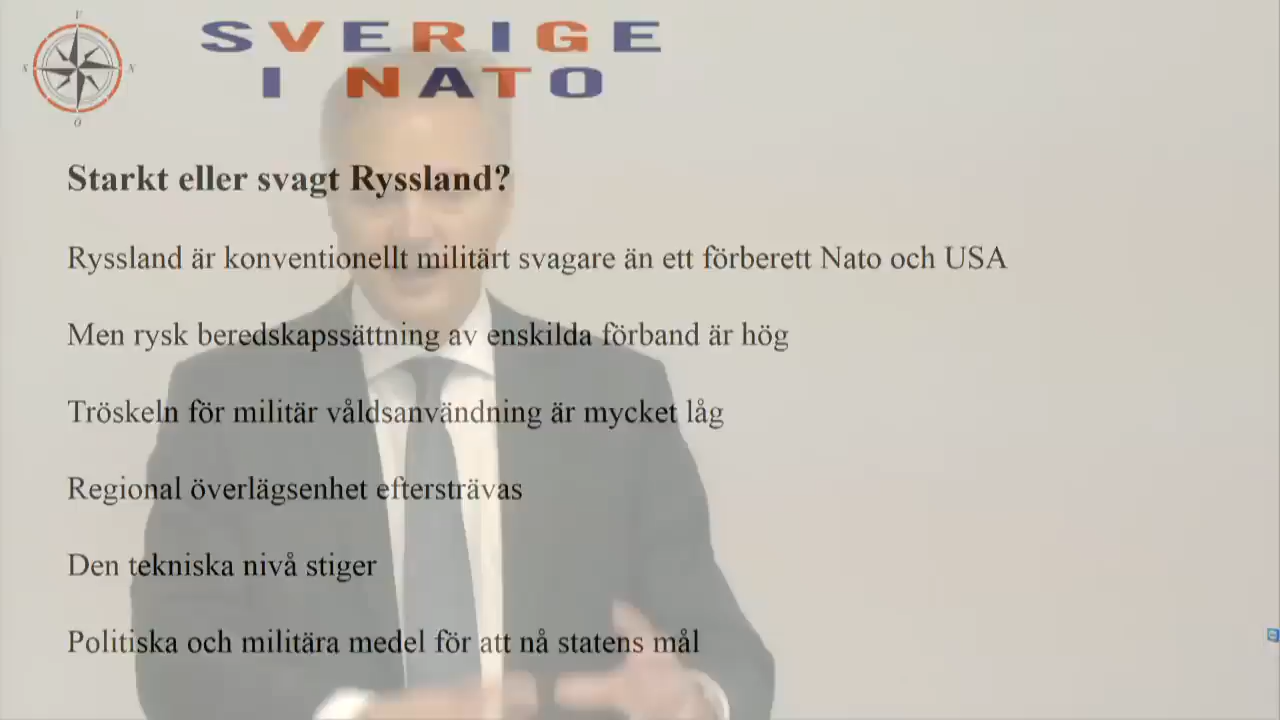 V
S
N
Ö
SVERIGE
I NATO
Starkt eller svagt Ryssland?
Ryssland är konventionellt militärt svagare än ett förberett Nato och USA
Men rysk beredskapssättning av enskilda förband är hög
Tröskeln för militär våldsanvändning är mycket låg
Regional överlägsenhet eftersträvas
Den tekniska nivå stiger
Politiska och militära medel för att nå statens mål